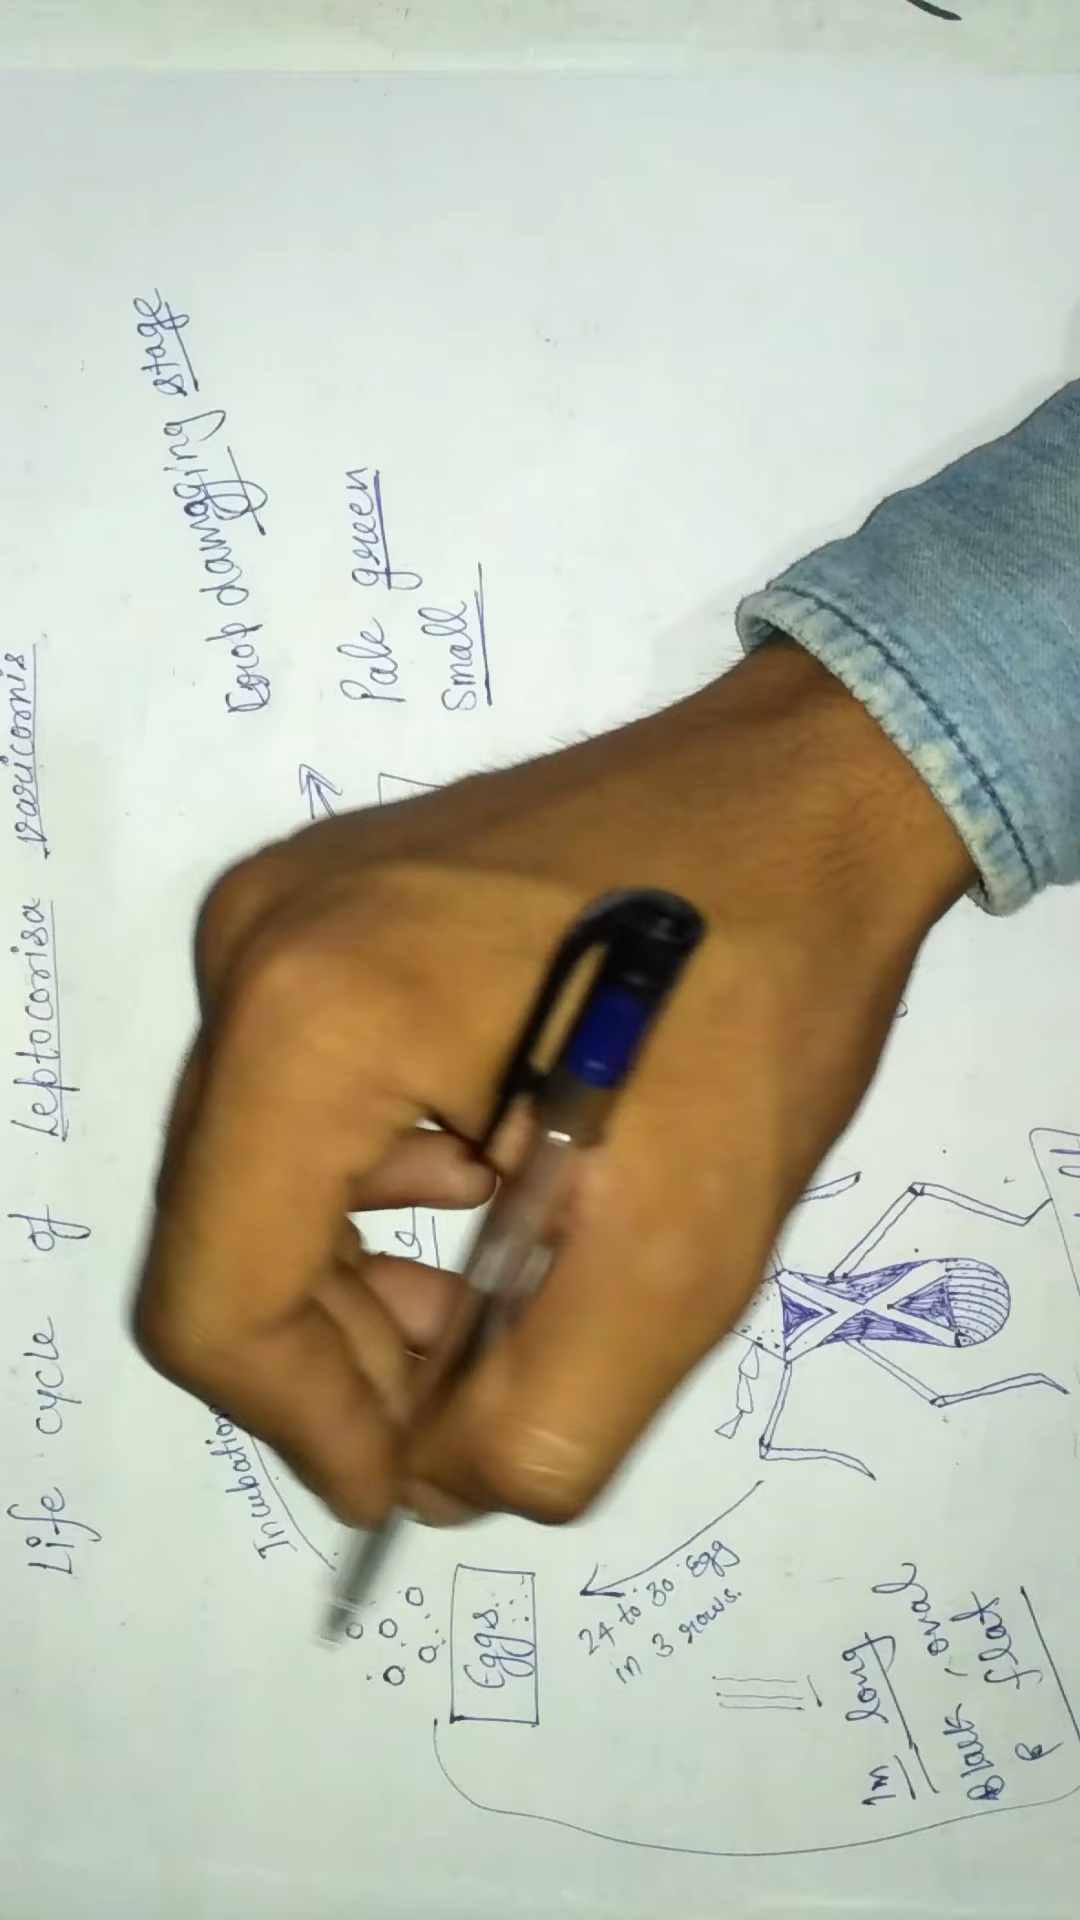 Life cycle of Leptocorisa varicornis
Crop damaging stage
Pale green
Small
Incubation
Eggs
24 to 30 Egg
in 3 rows.
1m long
Black, oval
& flat